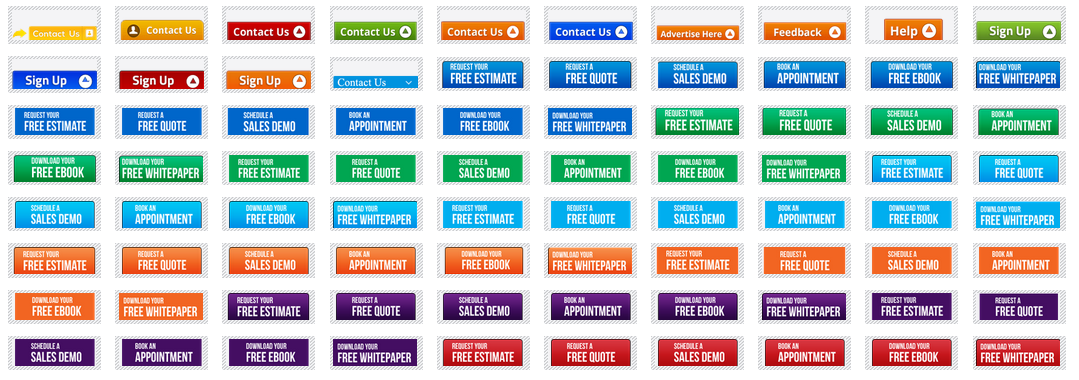 Contact Us
Contact Us
Contact Us
Contact Us
Contact Us
Contact Us
Advertise Here
Feedback
Help
Sign Up
Sign Up
Sign Up
Sign Up
Contact Us
REQUEST YOUR
FREE ESTIMATE
REQUEST A
FREE QUOTE
SCHEDULE A
SALES DEMO
BOOK AN
APPOINTMENT
DOWNLOAD YOUR
FREE EBOOK
DOWNLOAD YOUR
FREE WHITEPAPER
REQUEST YOUR
FREE ESTIMATE
REQUEST A
FREE QUOTE
SCHEDULE A
SALES DEMO
BOOK AN
APPOINTMENT
DOWNLOAD YOUR
FREE EBOOK
DOWNLOAD YOUR
FREE WHITEPAPER
REQUEST YOUR
FREE ESTIMATE
REQUEST A
FREE QUOTE
SCHEDULE A
SALES DEMO
BOOK AN
APPOINTMENT
DOWNLOAD YOUR
FREE EBOOK
DOWNLOAD YOUR
FREE WHITEPAPER
REQUEST YOUR
FREE ESTIMATE
REQUEST A
FREE QUOTE
SCHEDULE A
SALES DEMO
BOOK AN
APPOINTMENT
DOWNLOAD YOUR
FREE EBOOK
DOWNLOAD YOUR
FREE WHITEPAPER
REQUEST YOUR
FREE ESTIMATE
REQUEST A
FREE QUOTE
SCHEDULE A
SALES DEMO
BOOK AN
APPOINTMENT
DOWNLOAD YOUR
FREE EBOOK
DOWNLOAD YOUR
FREE WHITEPAPER
REQUEST YOUR
FREE ESTIMATE
REQUEST A
FREE QUOTE
SCHEDULE A
SALES DEMO
BOOK AN
APPOINTMENT
DOWNLOAD YOUR
FREE EBOOK
DOWNLOAD YOUR
FREE WHITEPAPER
REQUEST YOUR
FREE ESTIMATE
REQUEST A
FREE QUOTE
SCHEDULE A
SALES DEMO
BOOK AN
APPOINTMENT
DOWNLOAD YOUR
FREE EBOOK
DOWNLOAD YOUR
FREE WHITEPAPER
REQUEST YOUR
FREE ESTIMATE
REQUEST A
FREE QUOTE
SCHEDULE A
SALES DEMO
BOOK AN
APPOINTMENT
DOWNLOAD YOUR
FREE EBOOK
DOWNLOAD YOUR
FREE WHITEPAPER
REQUEST YOUR
FREE ESTIMATE
REQUEST A
FREE QUOTE
SCHEDULE A
SALES DEMO
BOOK AN
APPOINTMENT
DOWNLOAD YOUR
FREE EBOOK
DOWNLOAD YOUR
FREE WHITEPAPER
REQUEST YOUR
FREE ESTIMATE
REQUEST A
FREE QUOTE
SCHEDULE A
SALES DEMO
BOOK AN
APPOINTMENT
DOWNLOAD YOUR
FREE EBOOK
DOWNLOAD YOUR
FREE WHITEPAPER
REQUEST YOUR
FREE ESTIMATE
REQUEST A
FREE QUOTE
SCHEDULE A
SALES DEMO
BOOK AN
APPOINTMENT
DOWNLOAD YOUR
FREE EBOOK
DOWNLOAD YOUR
FREE WHITEPAPER